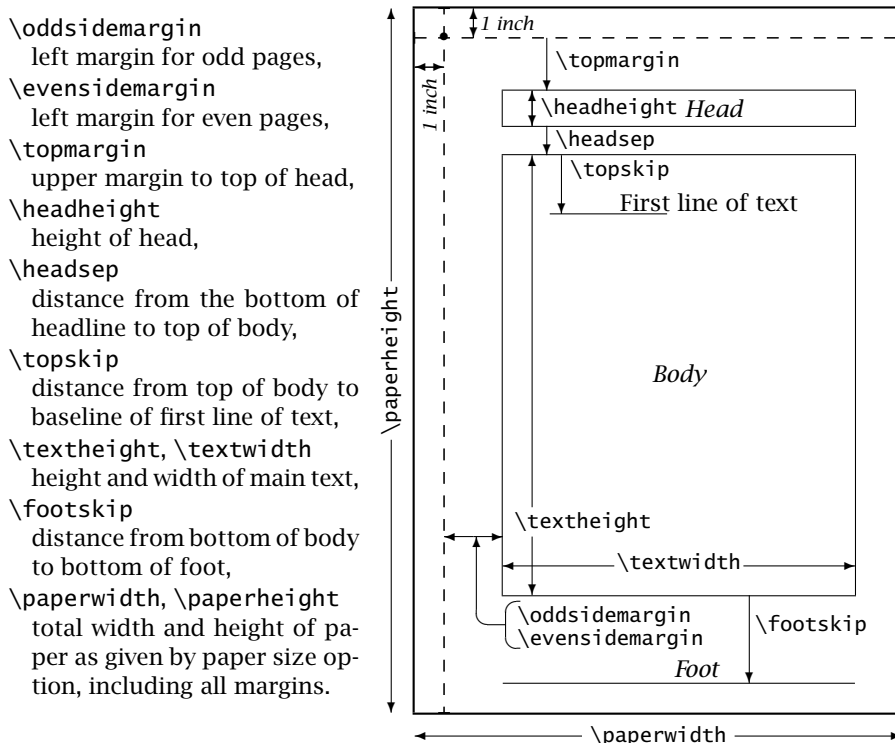 \oddsidemargin
left margin for odd pages,
\evensidemargin
left margin for even pages,
\topmargin
upper margin to top of head,
\headheight
height of head,
\headsep
distance from the bottom of
headline to top of body,
\topskip
distance from top of body to
baseline of first line of text,
\textheight, \textwidth
height and width of main text,
\footskip
distance from bottom of body
to bottom of foot,
\paperwidth, \paperheight
total width and height of pa-
per as given by paper size op-
tion, including all margins.
\paperheight
1 inch
1 inch
\topmargin
\headheight Head
\headsep
\topskip
First line of text
Body
\textheight
\textwidth
\oddsidemargin
\evensidemargin
\footskip
Foot
\paperwidth